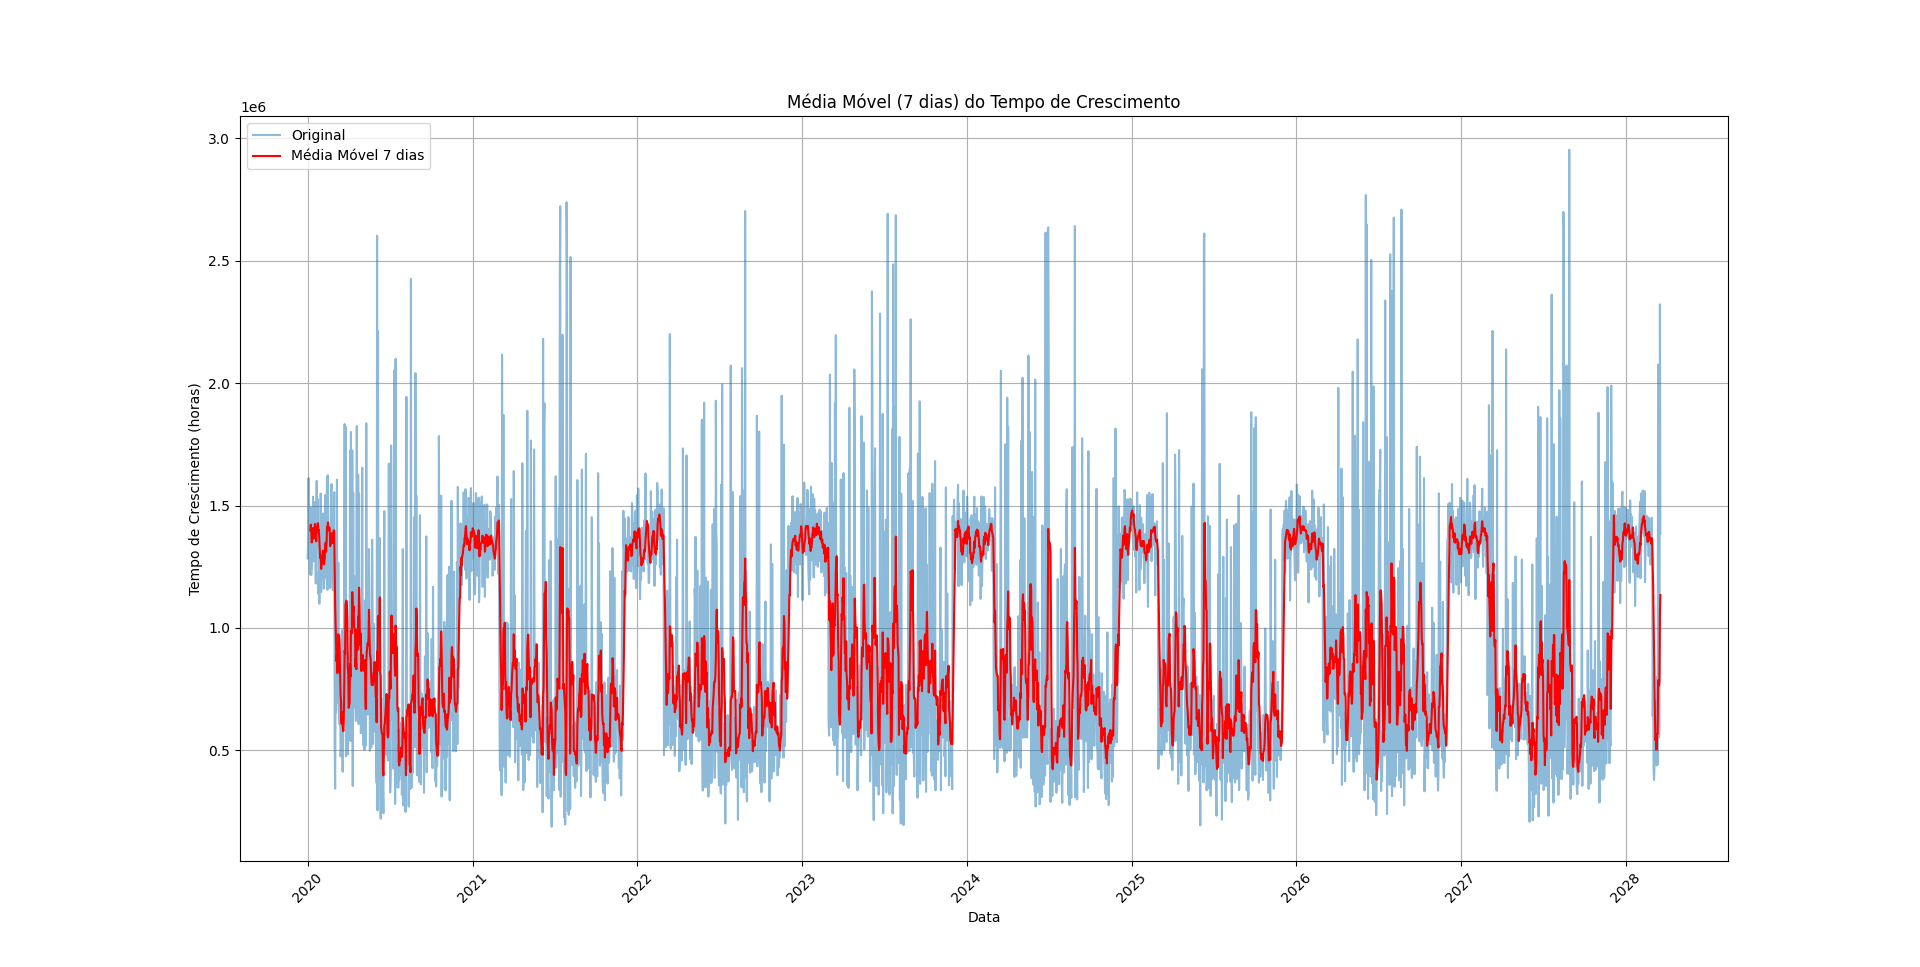 Média Móvel (7 dias) do Tempo de Crescimento
1e6
Original
Média Móvel 7 dias
3.0
2.5
2.0
1.5
1.0
0.5
Tempo de Crescimento (horas)
2020
2021
2022
2023
2024
2025
2026
2027
2028
Data